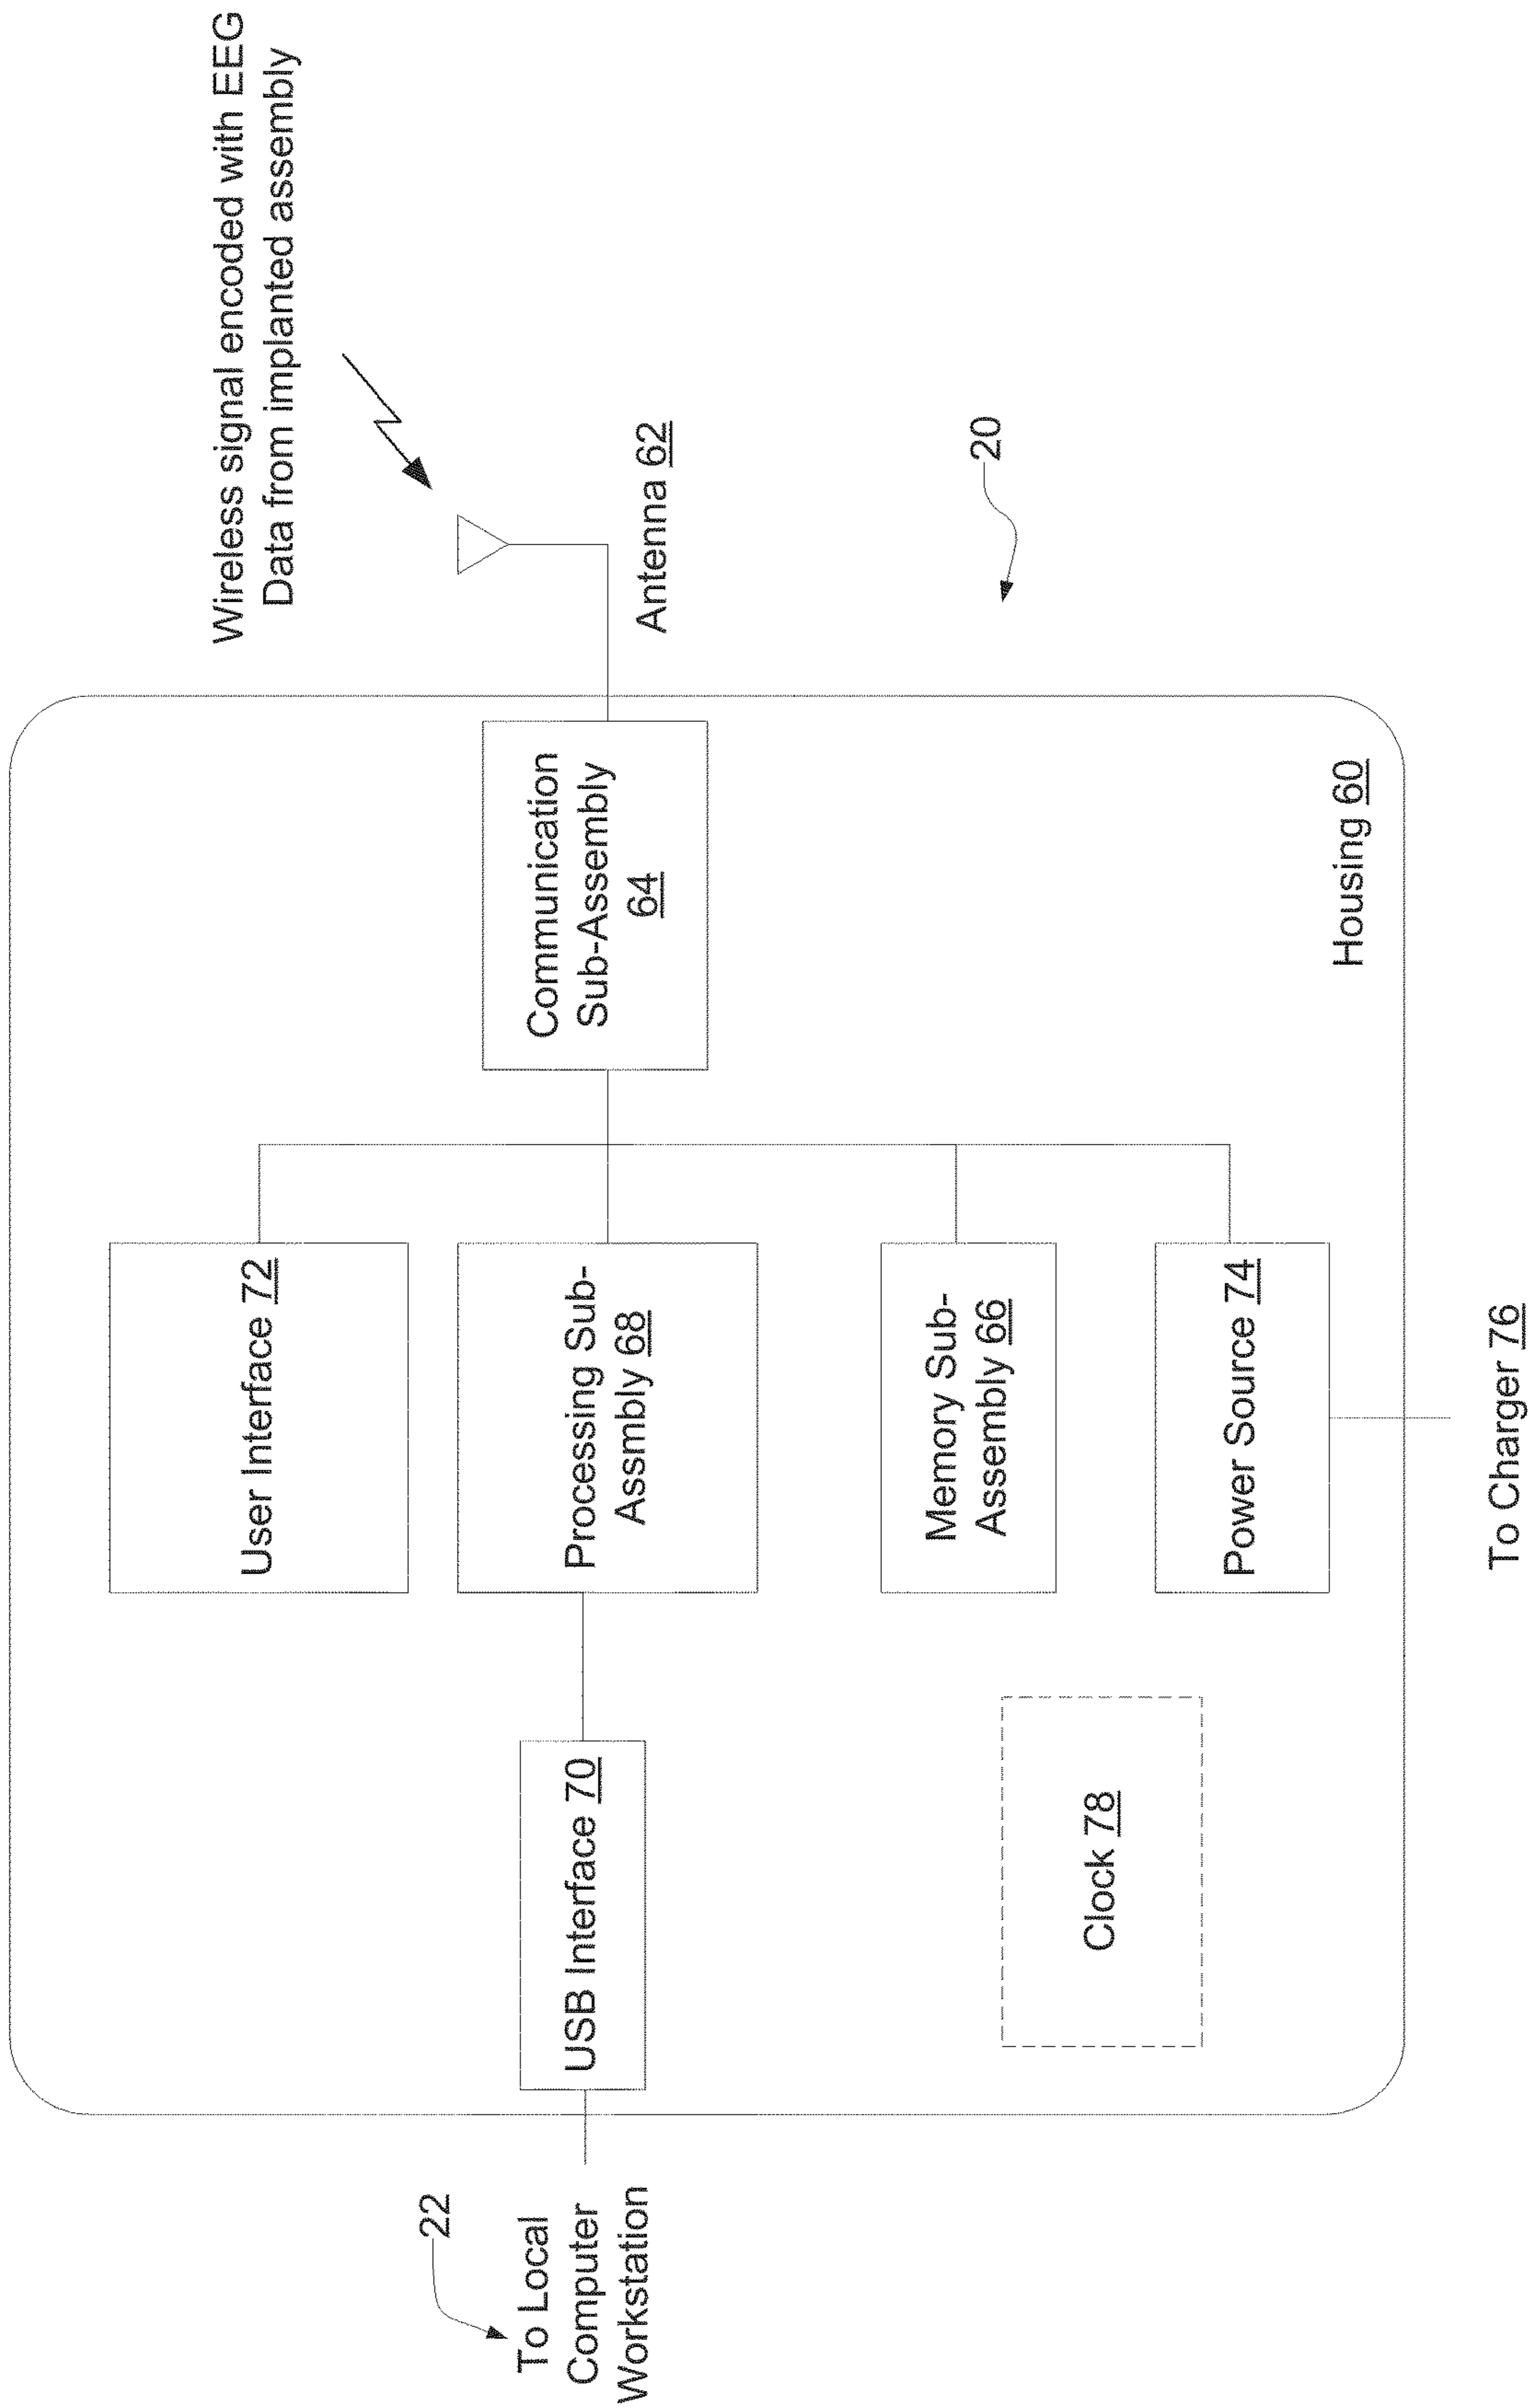 Wireless signal encoded with EEG
Data from implanted assembly
Antenna 62
20
Communication
Sub-Assembly
64
Housing 60
User Interface 72
Processing Sub-
Assmbly 68
Memory Sub-
Assembly 66
Power Source 74
To Charger 76
USB Interface 70
Clock 78
22
To Local
Computer
Workstation